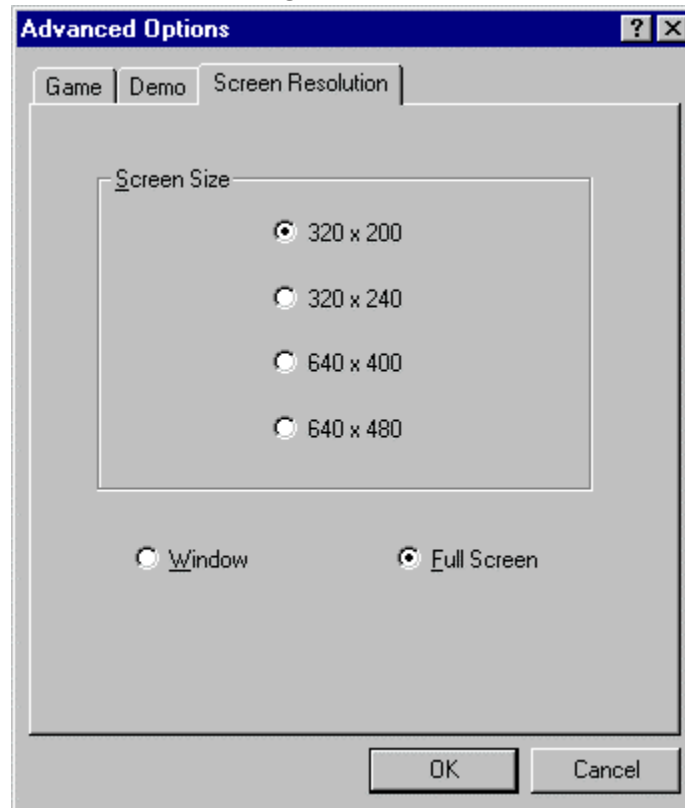 Advanced Options
Game Demo Screen Resolution
Screen Size
320 x 200
320 x 240
640 x 400
640 x 480
Window Full Screen
OK Cancel